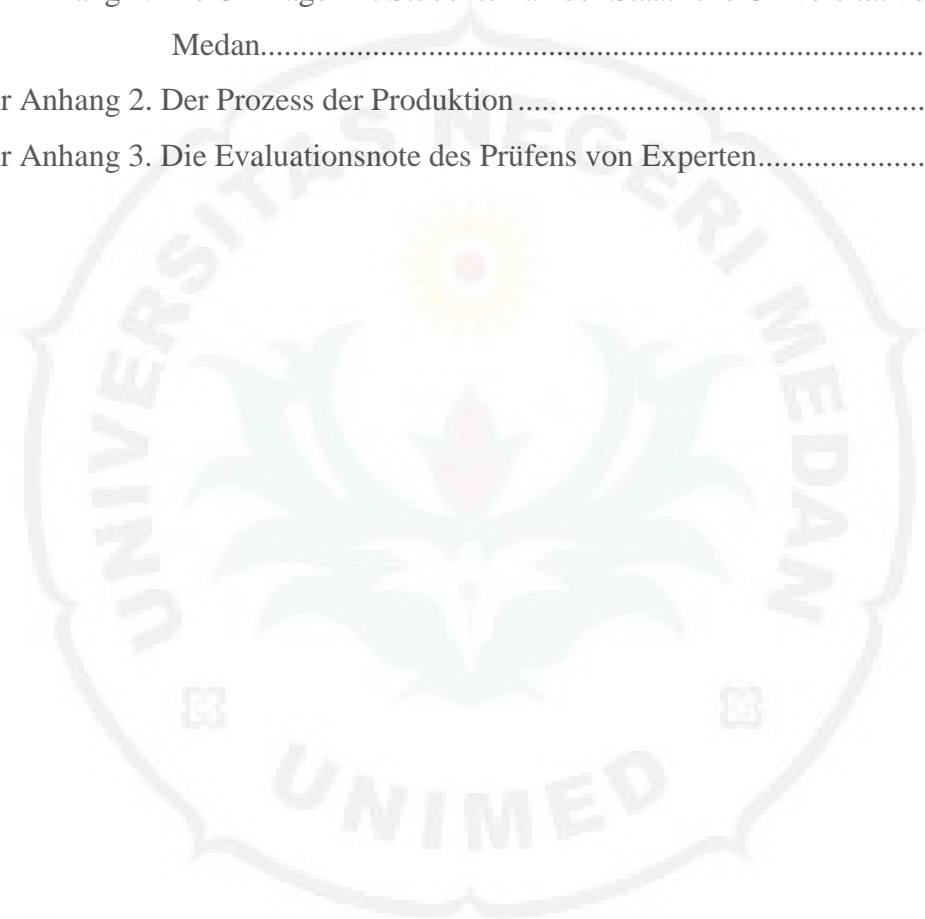 Medan
r Anhang 2. Der Prozess der Produktion
r Anhang 3. Die Evaluationsnote des Prüfens von Experten
UNIVERSITAS NEGERI MEDAN
UNIMED